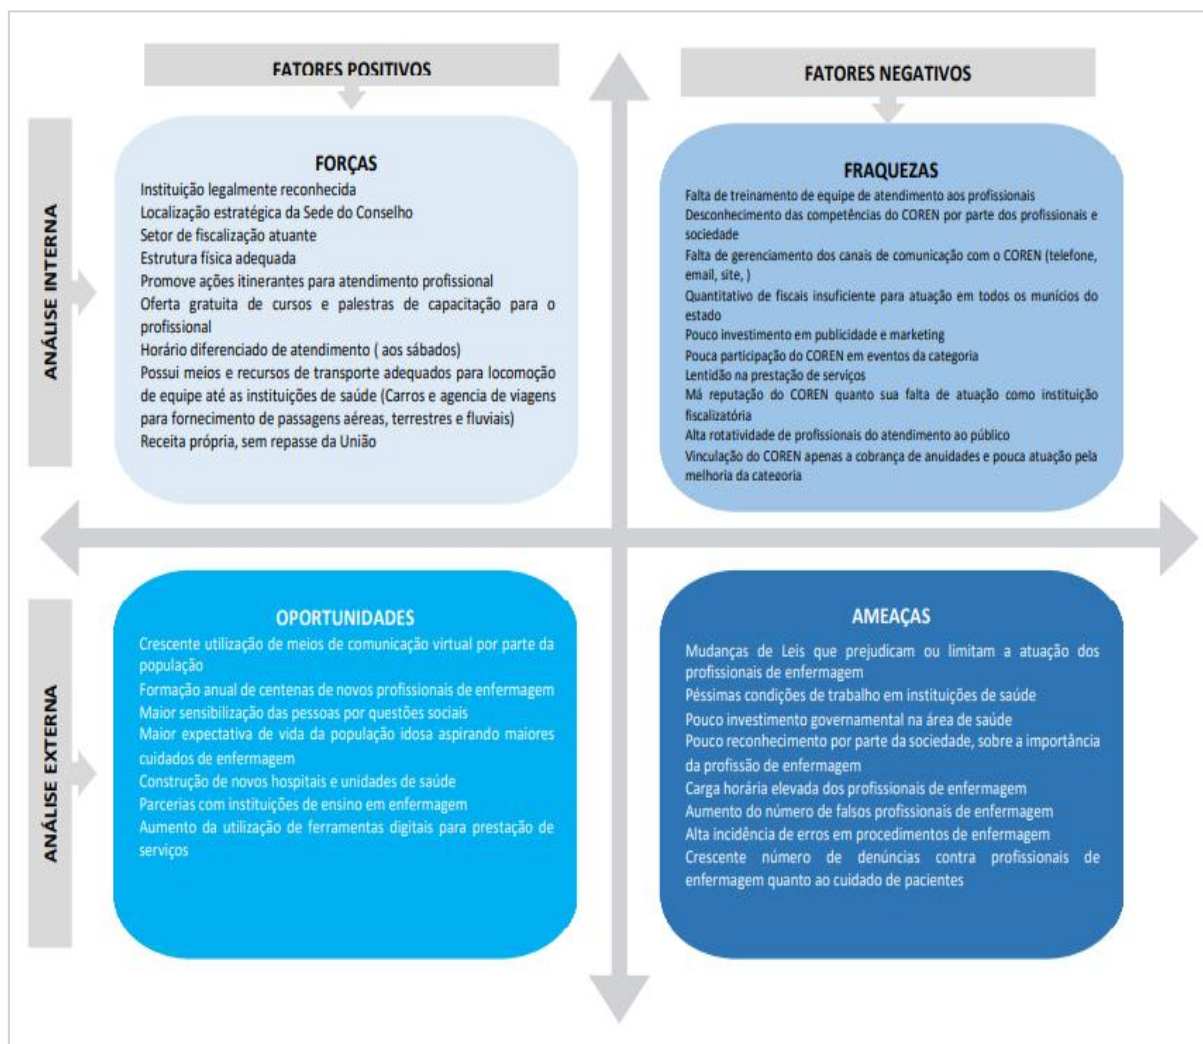 FATORES POSITIVOS
FATORES NEGATIVOS
ANÁLISE INTERNA
FORÇAS
Instituição legalmente reconhecida
Localização estratégica da Sede do Conselho
Setor de fiscalização atuante
Estrutura física adequada
Promove ações itinerantes para atendimento profissional
Oferta gratuita de cursos e palestras de capacitação para o
profissional
Horário diferenciado de atendimento ( aos sábados)
Possui meios e recursos de transporte adequados para locomoção
de equipe até as instituições de saúde (Carros e agencia de viagens
para fornecimento de passagens aéreas, terrestres e fluviais)
Receita própria, sem repasse da União
FRAQUEZAS
Falta de treinamento de equipe de atendimento aos profissionais
Desconhecimento das competências do COREN por parte dos profissionais e
sociedade
Falta de gerenciamento dos canais de comunicação com o COREN (telefone,
email, site, )
Quantitativo de fiscais insuficiente para atuação em todos os munícios do
estado
Pouco investimento em publicidade e marketing
Pouca participação do COREN em eventos da categoria
Lentidão na prestação de serviços
Má reputação do COREN quanto sua falta de atuação como instituição
fiscalizatória
Alta rotatividade de profissionais do atendimento ao público
Vinculação do COREN apenas a cobrança de anuidades e pouca atuação pela
melhoria da categoria
ANÁLISE EXTERNA
OPORTUNIDADES
Crescente utilização de meios de comunicação virtual por parte da
população
Formação anual de centenas de novos profissionais de enfermagem
Maior sensibilização das pessoas por questões sociais
Maior expectativa de vida da população idosa aspirando maiores
cuidados de enfermagem
Construção de novos hospitais e unidades de saúde
Parcerias com instituições de ensino em enfermagem
Aumento da utilização de ferramentas digitais para prestação de
serviços
AMEAÇAS
Mudanças de Leis que prejudicam ou limitam a atuação dos
profissionais de enfermagem
Péssimas condições de trabalho em instituições de saúde
Pouco investimento governamental na área de saúde
Pouco reconhecimento por parte da sociedade, sobre a importância
da profissão de enfermagem
Carga horária elevada dos profissionais de enfermagem
Aumento do número de falsos profissionais de enfermagem
Alta incidência de erros em procedimentos de enfermagem
Crescente número de denúncias contra profissionais de
enfermagem quanto ao cuidado de pacientes